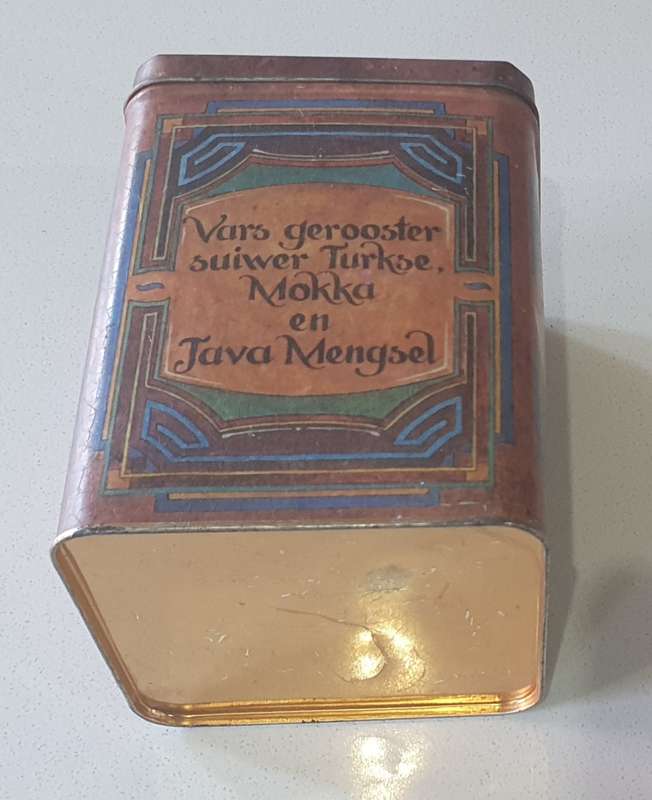 Vars gerooster
suiwer Turkse,
Mokka
en
Java Mengsel